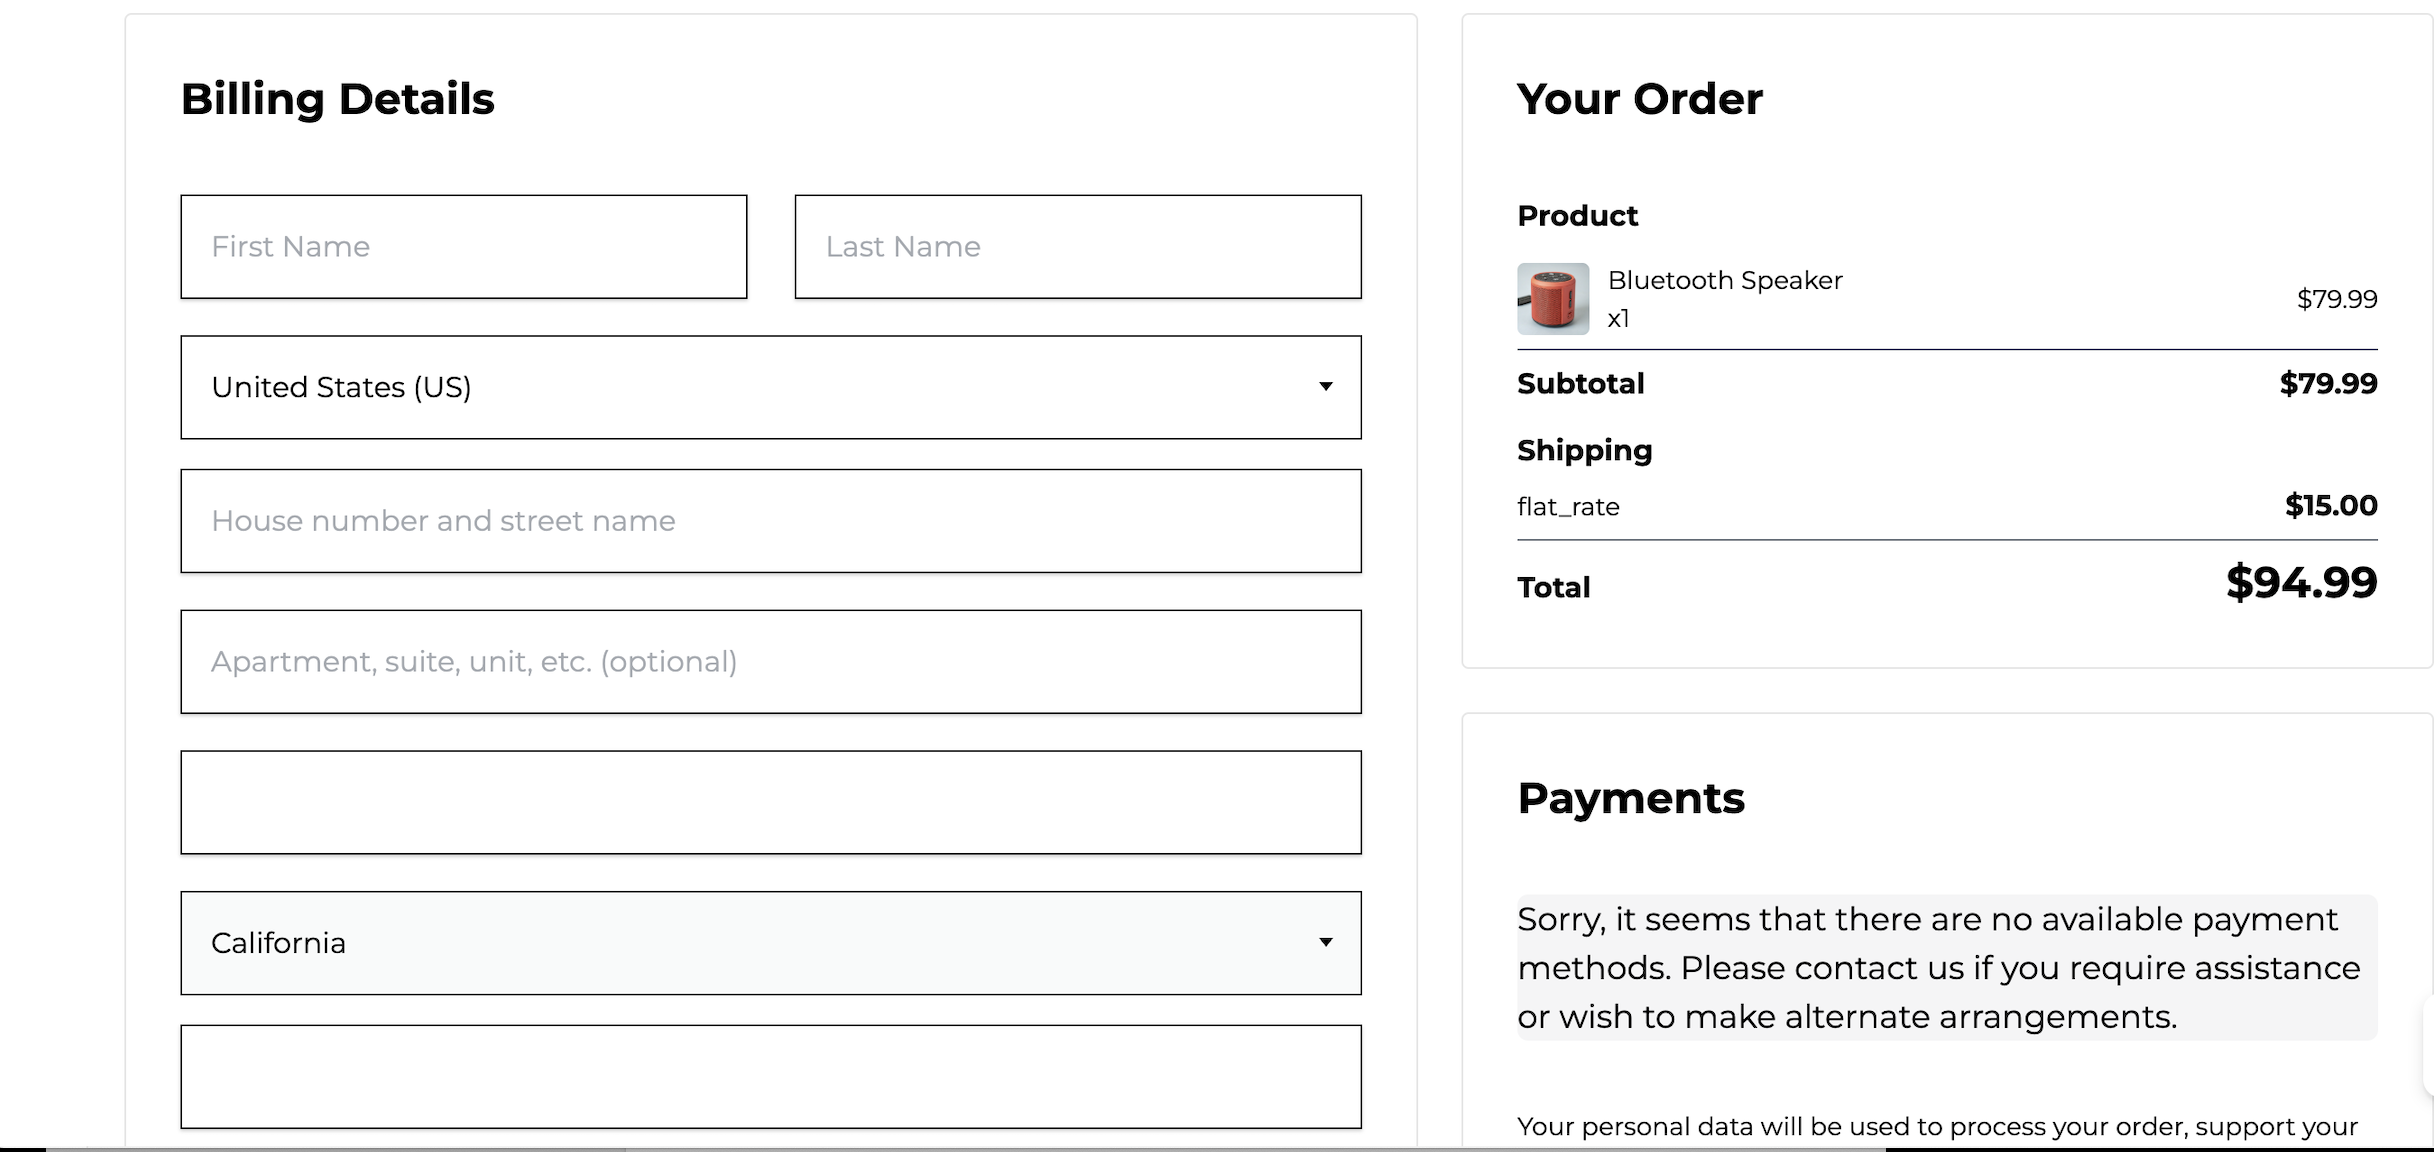 Billing Details
First Name
Last Name
United States (US)
House number and street name
Apartment, suite, unit, etc. (optional)
California
Your Order
Product
Bluetooth Speaker
x1
$79.99
Subtotal
$79.99
Shipping
flat_rate
$15.00
Total
$94.99
Payments
Sorry, it seems that there are no available payment
methods. Please contact us if you require assistance
or wish to make alternate arrangements.
Your personal data will be used to process your order, support your